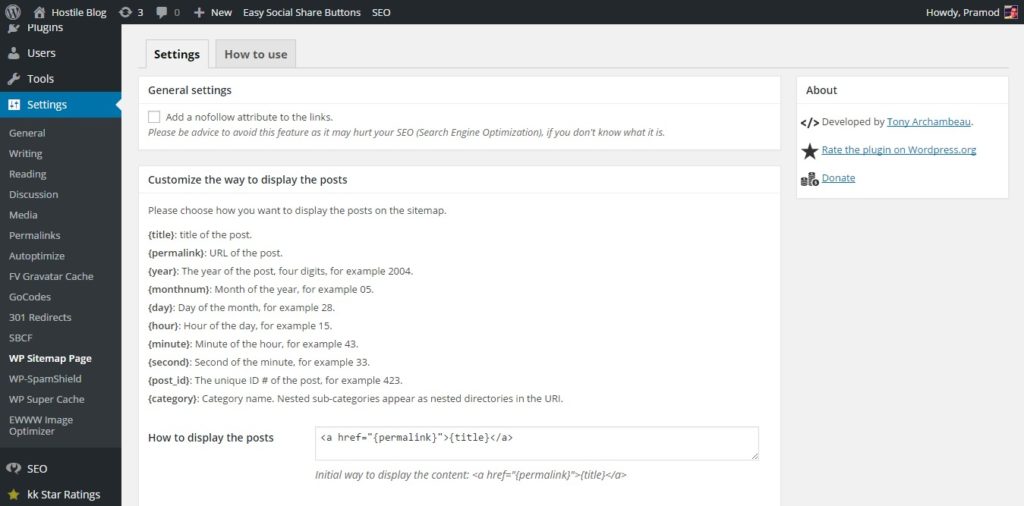 Hostile Blog 3 0 + New Easy Social Share Buttons SEO Howdy, Pramod
Plugins
Users
Tools
Settings
General
Writing
Reading
Discussion
Media
Permalinks
Autoptimize
FV Gravatar Cache
GoCodes
301 Redirects
SBCF
WP Sitemap Page
WP-SpamShield
WP Super Cache
EWWW Image
Optimizer
SEO
kk Star Ratings
Settings How to use
General settings
Add a nofollow attribute to the links.
Please be advice to avoid this feature as it may hurt your SEO (Search Engine Optimization), if you don't know what it is.
Customize the way to display the posts
Please choose how you want to display the posts on the sitemap.
{title}: title of the post.
{permalink}: URL of the post.
{year}: The year of the post, four digits, for example 2004.
{monthnum}: Month of the year, for example 05.
{day}: Day of the month, for example 28.
{hour}: Hour of the day, for example 15.
{minute}: Minute of the hour, for example 43.
{second}: Second of the minute, for example 33.
{post_id}: The unique ID # of the post, for example 423.
{category}: Category name. Nested sub-categories appear as nested directories in the URI.
How to display the posts <a href="{permalink}">{title}</a>
Initial way to display the content: <a href="{permalink}">{title}</a>
About
</> Developed by Tony Archambeau.
Rate the plugin on Wordpress.org
Donate